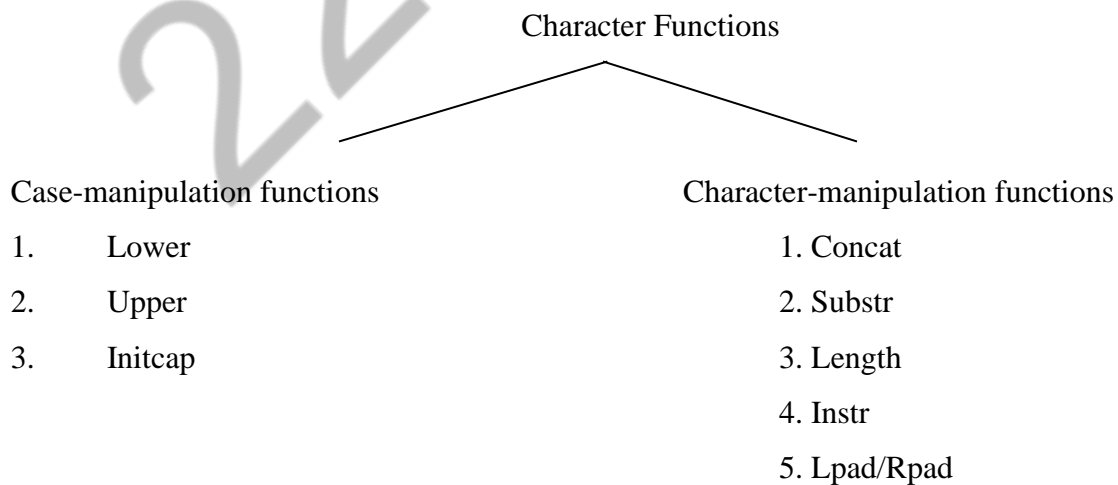 Character Functions
Case-manipulation functions
1. Lower
2. Upper
3. Initcap
Character-manipulation functions
1. Concat
2. Substr
3. Length
4. Instr
5. Lpad/Rpad